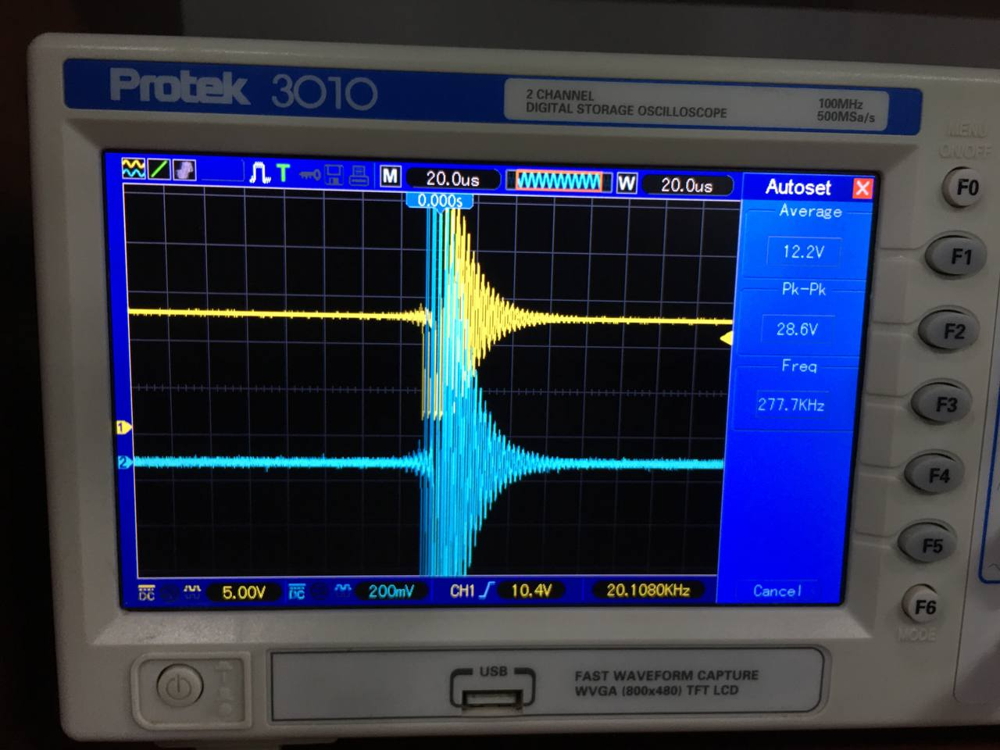 Protek 3010
2 CHANNEL
DIGITAL STORAGE OSCILLOSCOPE
100MHz
500MSa/s
MENU
ON/OFF
T
M
20.0us
W
20.0us
Autoset
0.000s
Average
12.2V
Pk-Pk
28.6V
Freq
277.7KHz
Cancel
1
2
DC
5.00V
DC
200mV
CH1
10.4V
20.1080KHz
F0
F1
F2
F3
F4
F5
F6
MODE
USB
FAST WAVEFORM CAPTURE
WVGA (800x480) TFT LCD